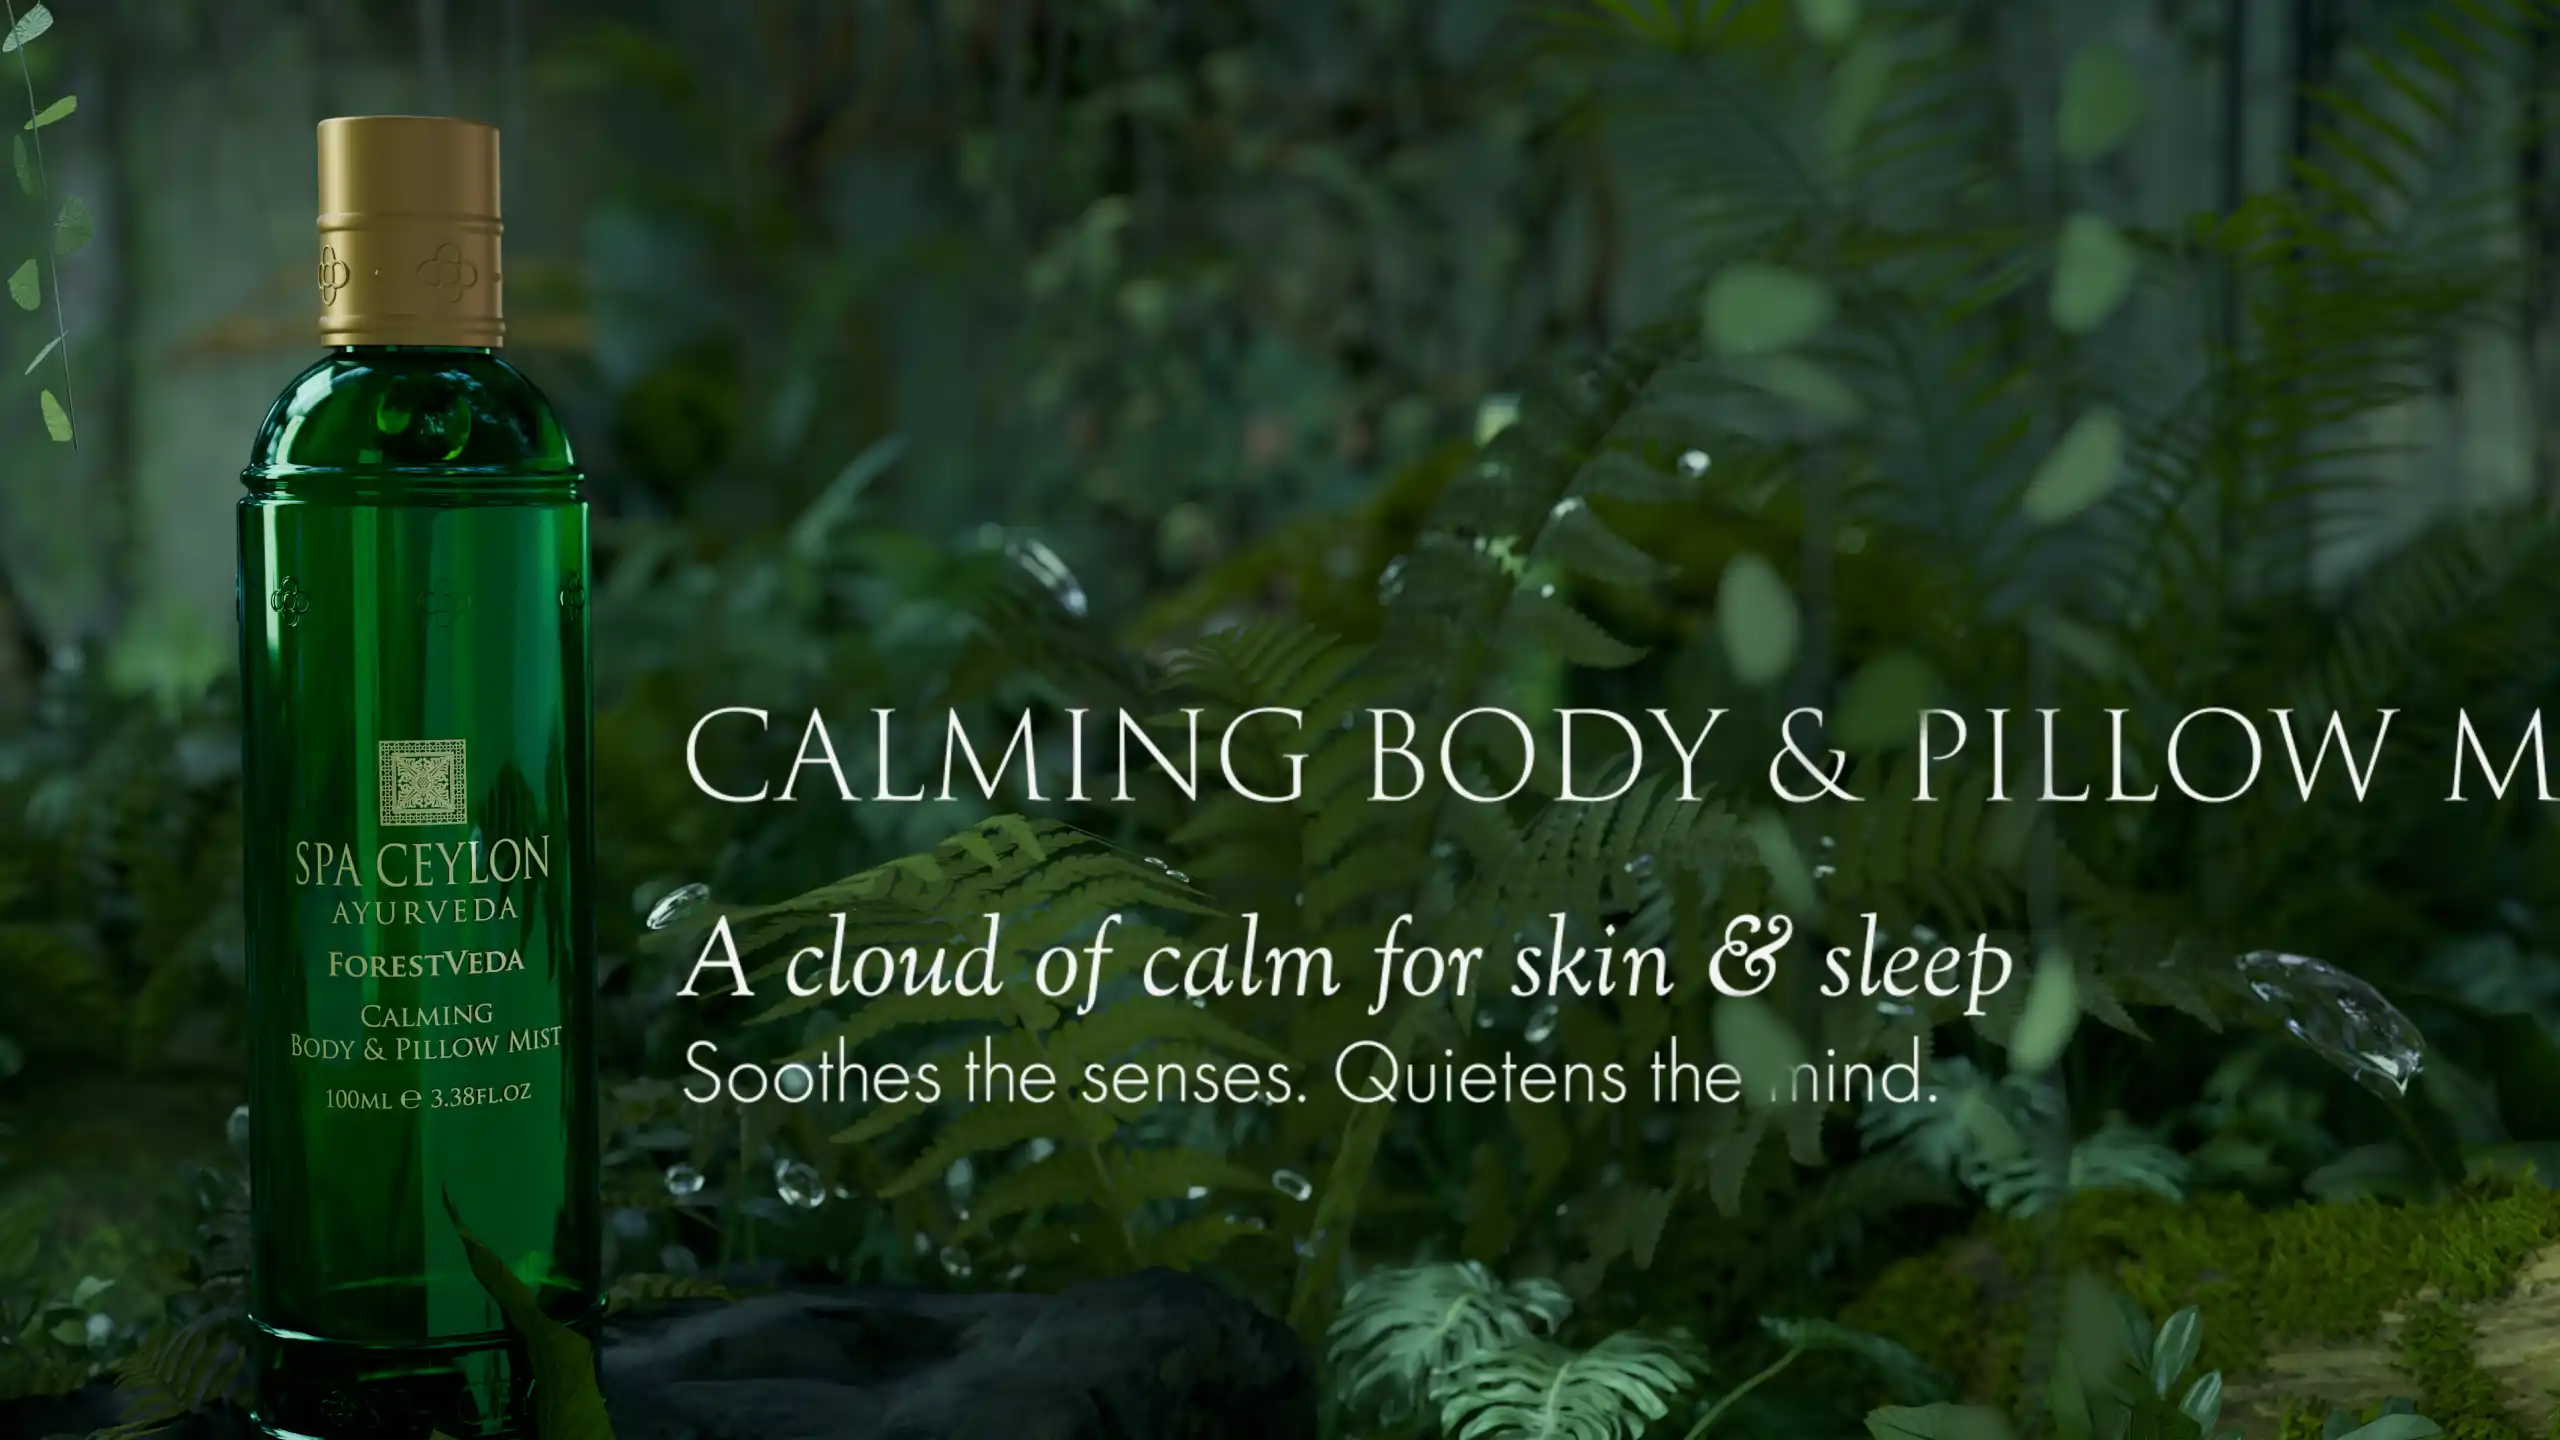 SPA CEYLON
AYURVEDA
FORESTVEDA
CALMING
BODY & PILLOW MIST
100ML ℮ 3.38FL.OZ
CALMING BODY & PILLOW M
A cloud of calm for skin & sleep
Soothes the senses. Quietens the mind.